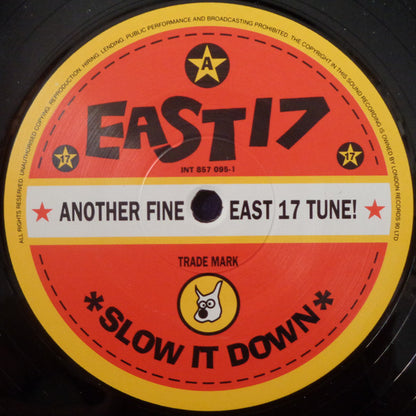 ALL RIGHTS RESERVED. UNAUTHORISED COPYING, REPRODUCTION, HIRING, LENDING, PUBLIC PERFORMANCE AND BROADCASTING PROHIBITED. THE COPYRIGHT IN THIS SOUND RECORDING IS OWNED BY LONDON RECORDS 90 LTD
A
EAST 17
INT 857 095-1
17
17
★ ANOTHER FINE EAST 17 TUNE! ★
TRADE MARK
*SLOW IT DOWN*